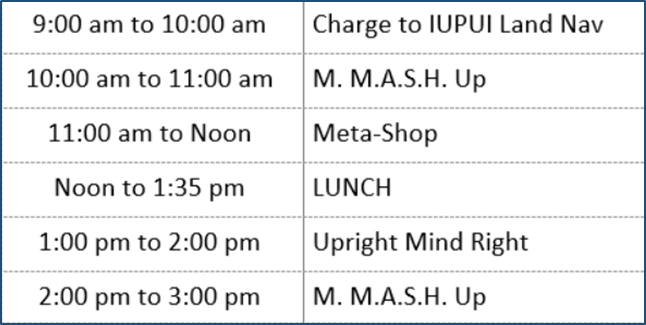 9:00 am to 10:00 am Charge to IUPUI Land Nav
10:00 am to 11:00 am M. M.A.S.H. Up
11:00 am to Noon Meta-Shop
Noon to 1:35 pm LUNCH
1:00 pm to 2:00 pm Upright Mind Right
2:00 pm to 3:00 pm M. M.A.S.H. Up